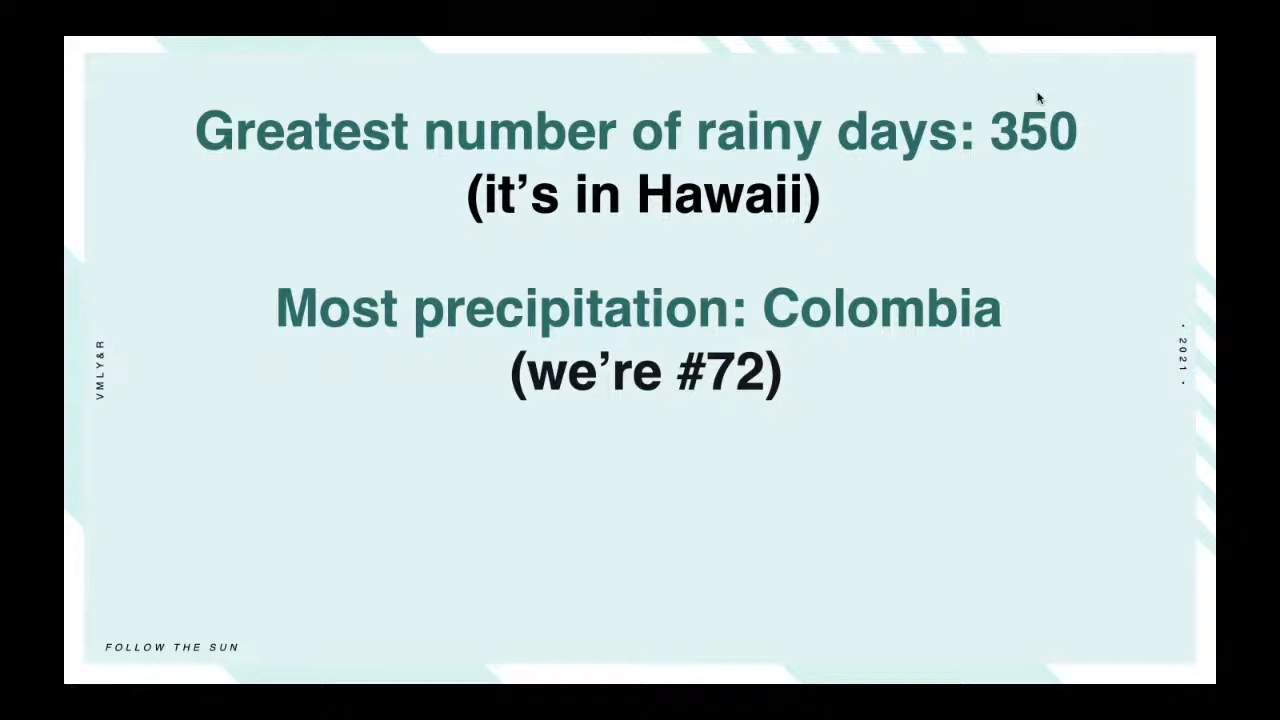 Greatest number of rainy days: 350
(it’s in Hawaii)
Most precipitation: Colombia
(we’re #72)
VMLY&R
• 2021 •
FOLLOW THE SUN